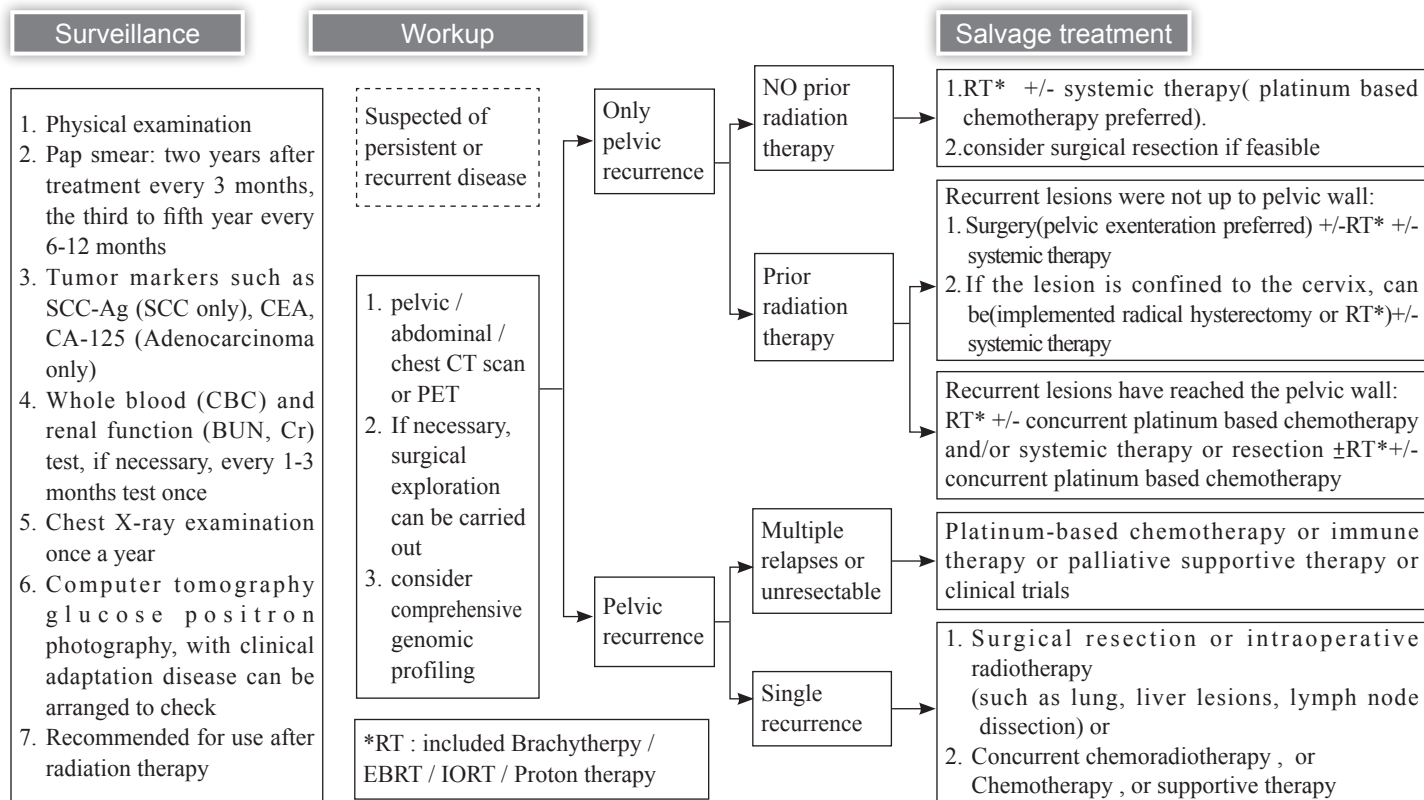 Surveillance
Workup
Salvage treatment
1. Physical examination
2. Pap smear: two years after
treatment every 3 months,
the third to fifth year every
6-12 months
3. Tumor markers such as
SCC-Ag (SCC only), CEA,
CA-125 (Adenocarcinoma
only)
4. Whole blood (CBC) and
renal function (BUN, Cr)
test, if necessary, every 1-3
months test once
5. Chest X-ray examination
once a year
6. Computer tomography
glucose positron
photography, with clinical
adaptation disease can be
arranged to check
7. Recommended for use after
radiation therapy
Suspected of
persistent or
recurrent disease
1. pelvic /
abdominal /
chest CT scan
or PET
2. If necessary,
surgical
exploration
can be carried
out
3. consider
comprehensive
genomic
profiling
*RT : included Brachytherpy /
EBRT / IORT / Proton therapy
Only
pelvic
recurrence
Pelvic
recurrence
NO prior
radiation
therapy
Prior
radiation
therapy
Multiple
relapses or
unresectable
Single
recurrence
1.RT* +/- systemic therapy( platinum based
chemotherapy preferred).
2.consider surgical resection if feasible
Recurrent lesions were not up to pelvic wall:
1. Surgery(pelvic exenteration preferred) +/-RT* +/-
systemic therapy
2. If the lesion is confined to the cervix, can
be(implemented radical hysterectomy or RT*)+/-
systemic therapy
Recurrent lesions have reached the pelvic wall:
RT* +/- concurrent platinum based chemotherapy
and/or systemic therapy or resection ±RT*+/-
concurrent platinum based chemotherapy
Platinum-based chemotherapy or immune
therapy or palliative supportive therapy or
clinical trials
1. Surgical resection or intraoperative
radiotherapy
(such as lung, liver lesions, lymph node
dissection) or
2. Concurrent chemoradiotherapy , or
Chemotherapy , or supportive therapy